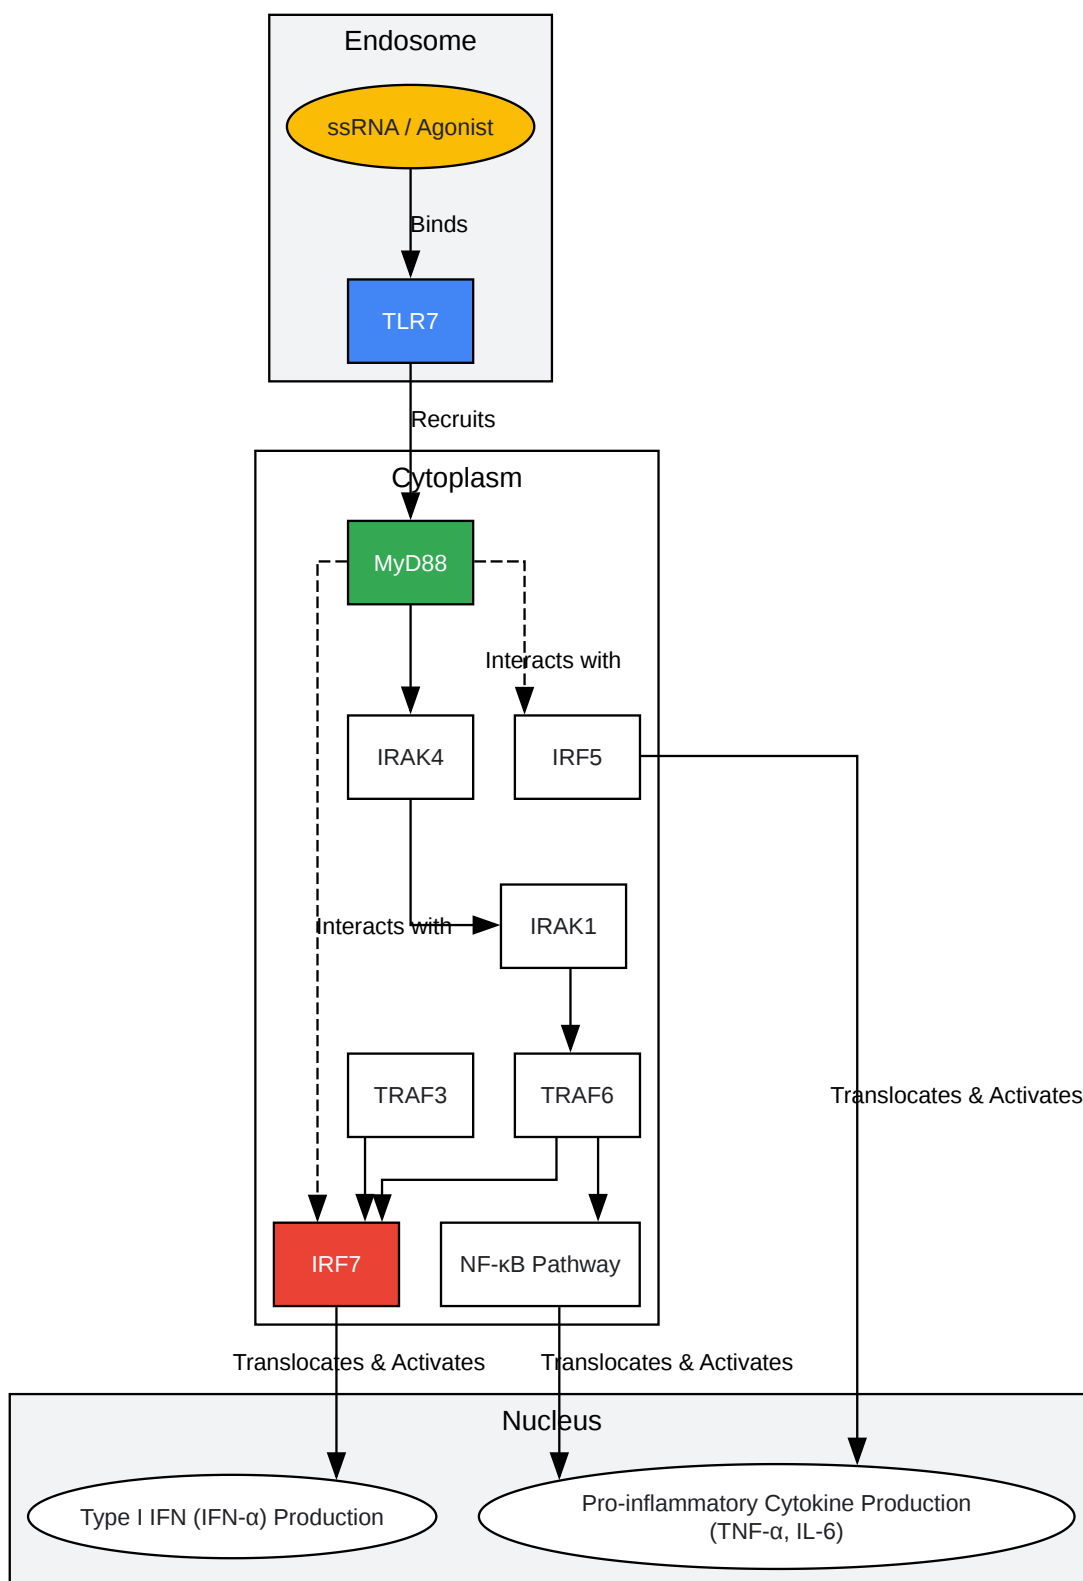 Endosome
ssRNA / Agonist
Binds
TLR7
Recruits
Cytoplasm
MyD88
Interacts with
IRAK4
IRF5
Interacts with
IRAK1
TRAF3
TRAF6
Translocates & Activates
IRF7
NF-κB Pathway
Translocates & Activates
Translocates & Activates
Nucleus
Type I IFN (IFN-α) Production
Pro-inflammatory Cytokine Production
(TNF-α, IL-6)